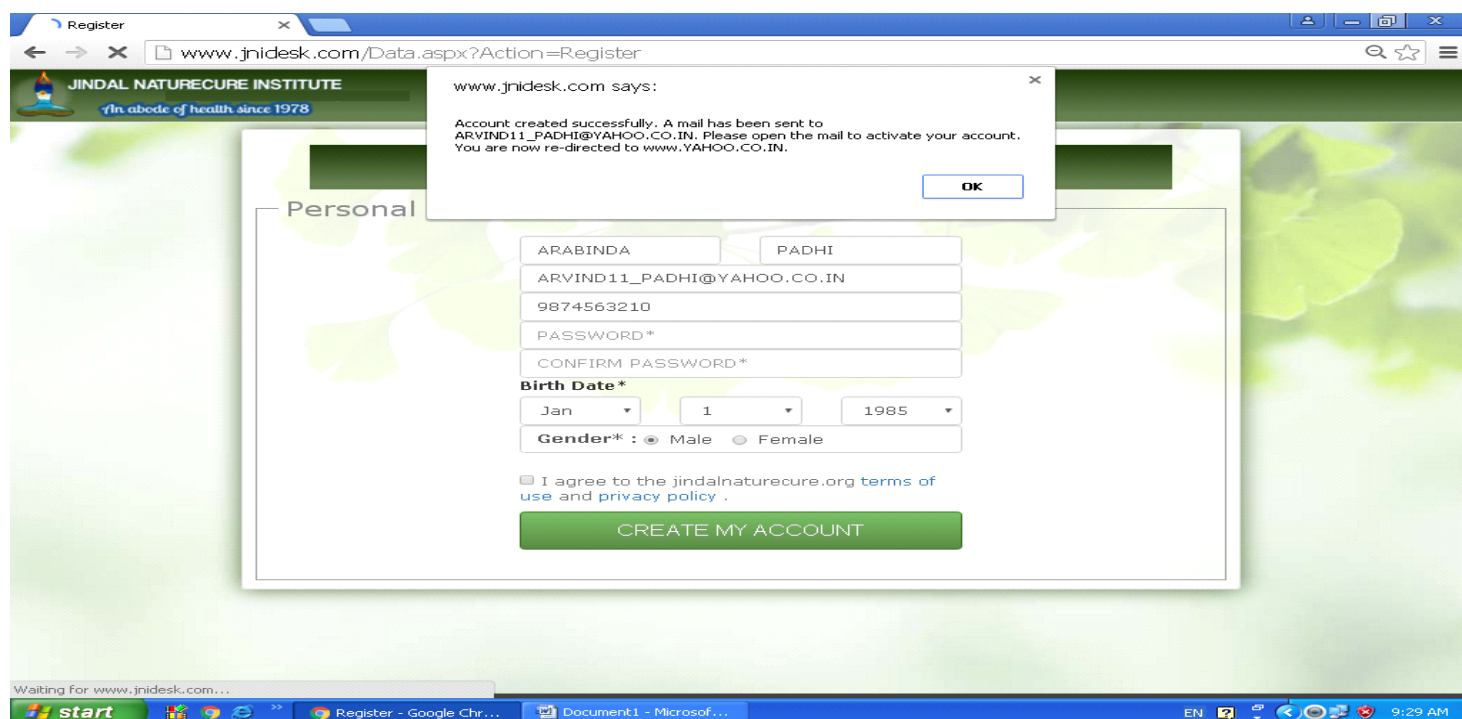 Register
www.jnidesk.com/Data.aspx?Action=Register
JINDAL NATURECURE INSTITUTE
An abode of health since 1978
www.jnidesk.com says:
Account created successfully. A mail has been sent to
ARVIND11_PADHI@YAHOO.CO.IN. Please open the mail to activate your account.
You are now re-directed to www.YAHOO.CO.IN.
OK
Personal
ARABINDA PADHI
ARVIND11_PADHI@YAHOO.CO.IN
9874563210
PASSWORD*
CONFIRM PASSWORD*
Birth Date*
Jan 1 1985
Gender* : Male Female
I agree to the jindalnaturecure.org terms of
use and privacy policy .
CREATE MY ACCOUNT
Waiting for www.jnidesk.com...
start Register - Google Chr... Document1 - Microsof... EN 9:29 AM